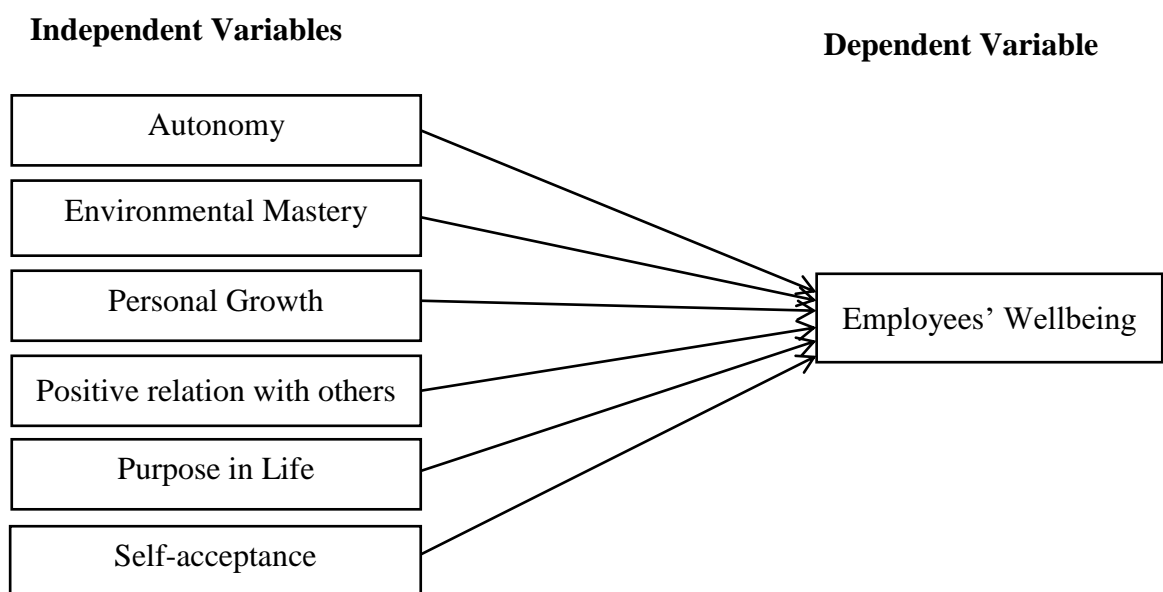 Independent Variables
Dependent Variable
Autonomy
Environmental Mastery
Personal Growth
Positive relation with others
Purpose in Life
Self-acceptance
Employees’ Wellbeing